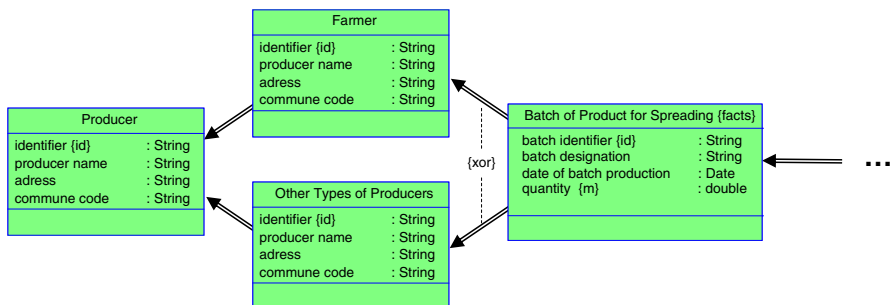 Farmer
identifier {id} : String
producer name : String
adress : String
commune code : String
Producer
identifier {id} : String
producer name : String
adress : String
commune code : String
{xor}
Batch of Product for Spreading {facts}
batch identifier {id} : String
batch designation : String
date of batch production : Date
quantity {m} : double
...
Other Types of Producers
identifier {id} : String
producer name : String
adress : String
commune code : String